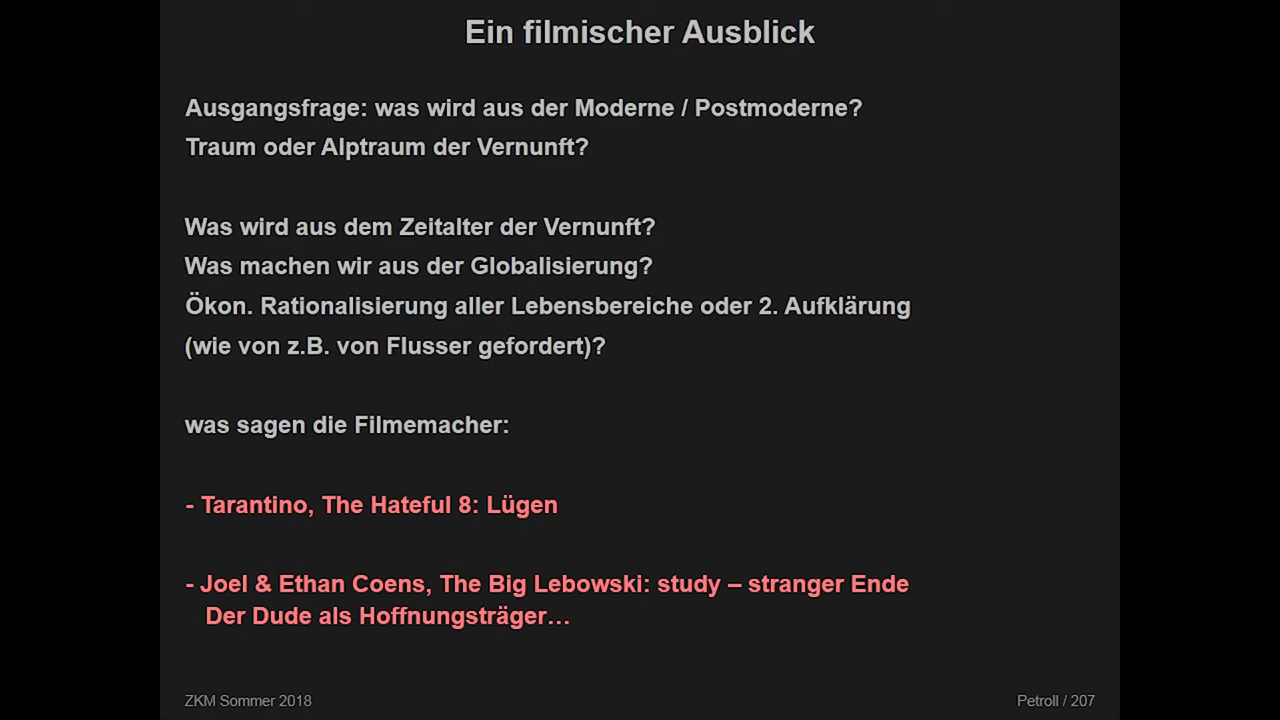 Ein filmischer Ausblick
Ausgangsfrage: was wird aus der Moderne / Postmoderne?
Traum oder Alptraum der Vernunft?
Was wird aus dem Zeitalter der Vernunft?
Was machen wir aus der Globalisierung?
Ökon. Rationalisierung aller Lebensbereiche oder 2. Aufklärung
(wie von z.B. von Flusser gefordert)?
was sagen die Filmemacher:
- Tarantino, The Hateful 8: Lügen
- Joel & Ethan Coens, The Big Lebowski: study – stranger Ende
Der Dude als Hoffnungsträger…
ZKM Sommer 2018
Petroll / 207